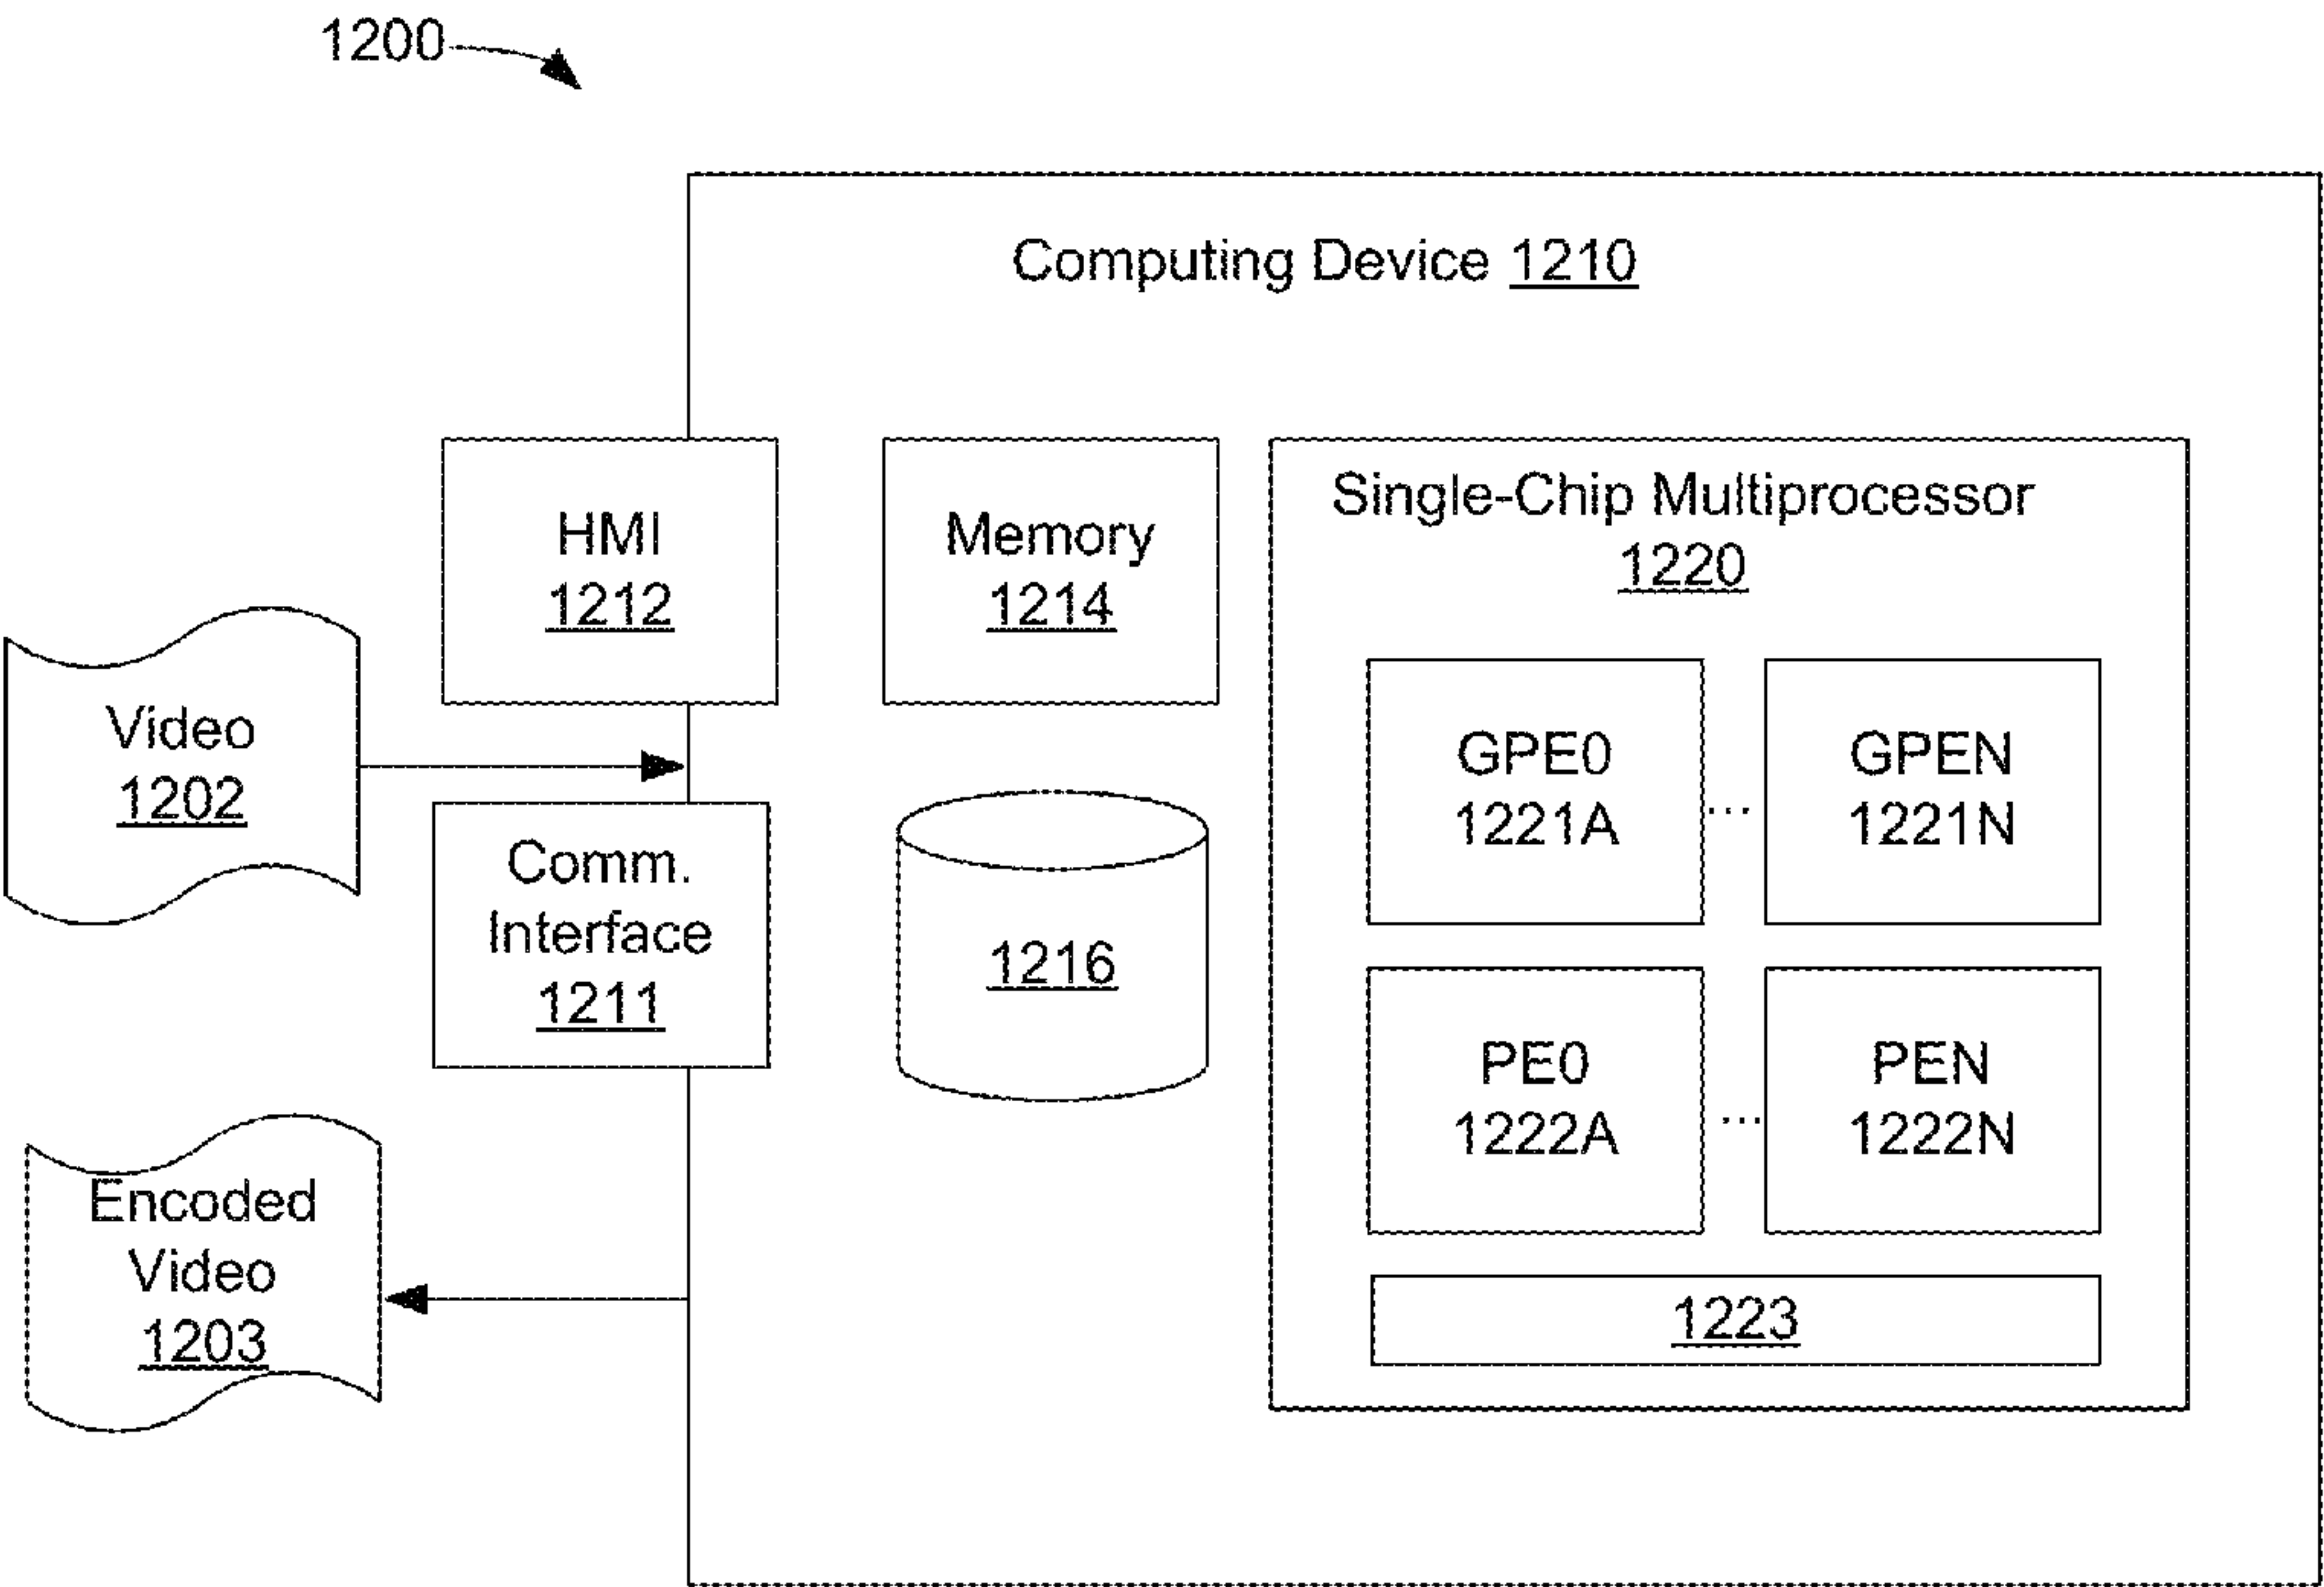 1200
Computing Device 1210
HMI
1212
Memory
1214
Single-Chip Multiprocessor
1220
Video
1202
GPE0
1221A
...
GPEN
1221N
Comm.
Interface
1211
1216
PE0
1222A
...
PEN
1222N
Encoded
Video
1203
1223